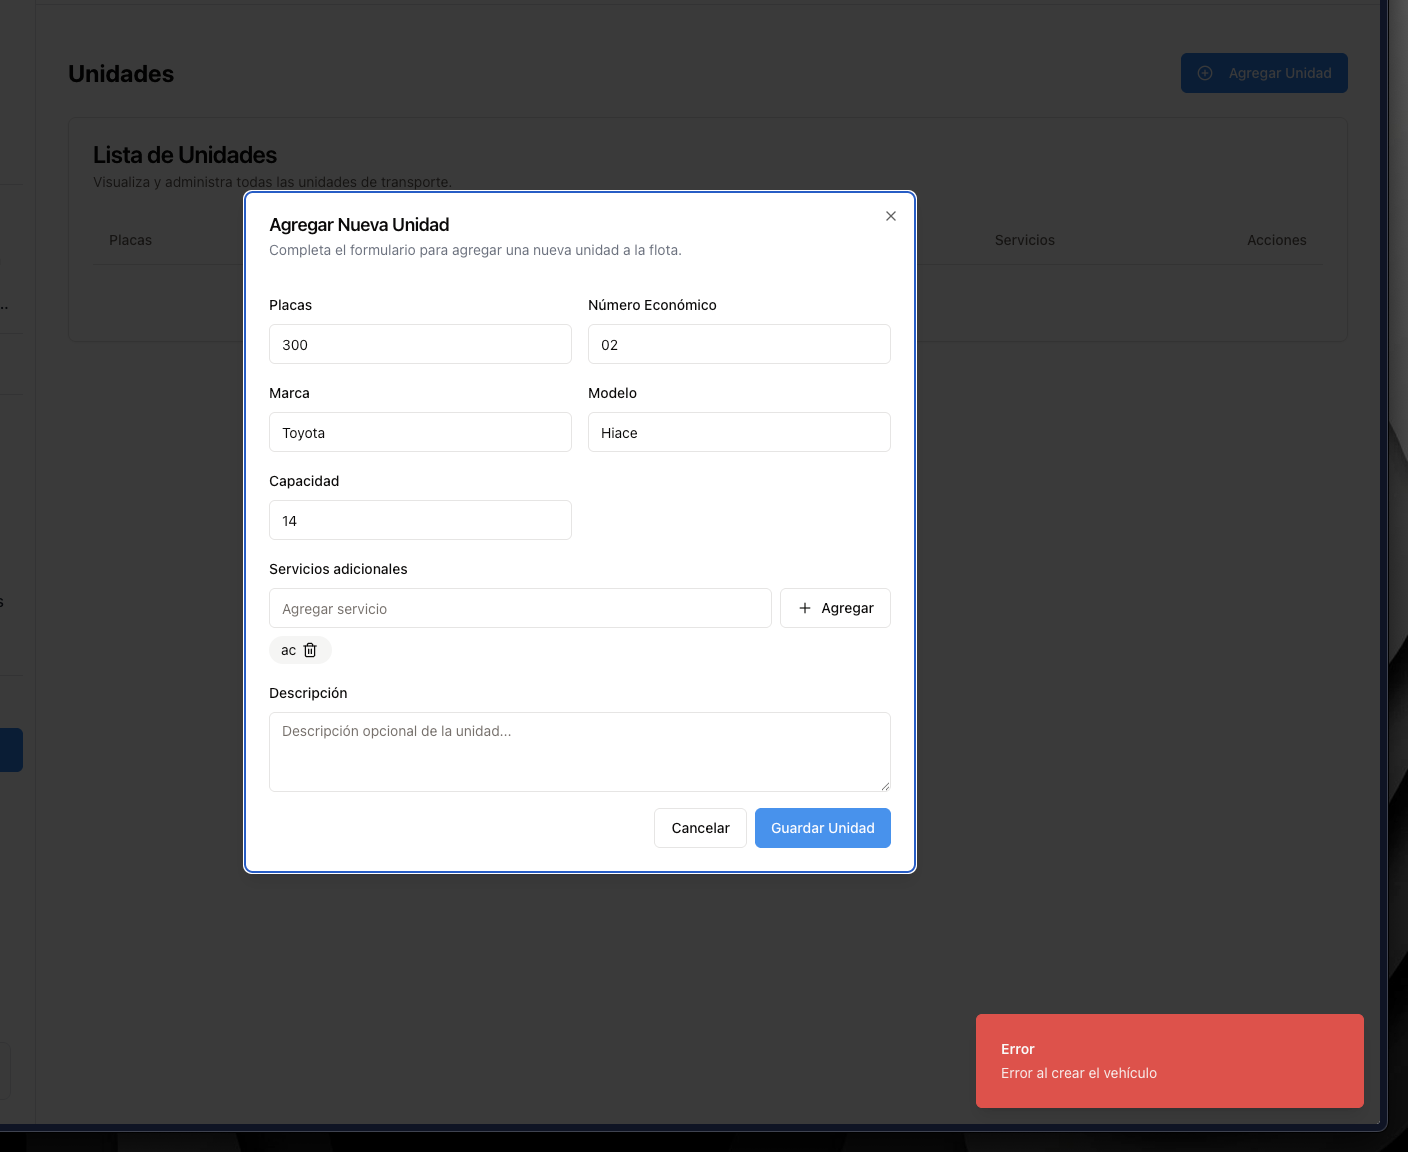 Unidades
Agregar Unidad
Lista de Unidades
Visualiza y administra todas las unidades de transporte.
Placas
Servicios
Acciones
Agregar Nueva Unidad
Completa el formulario para agregar una nueva unidad a la flota.
Placas
Número Económico
300
02
Marca
Modelo
Toyota
Hiace
Capacidad
14
Servicios adicionales
Agregar servicio
Agregar
ac
Descripción
Descripción opcional de la unidad...
Cancelar
Guardar Unidad
Error
Error al crear el vehículo